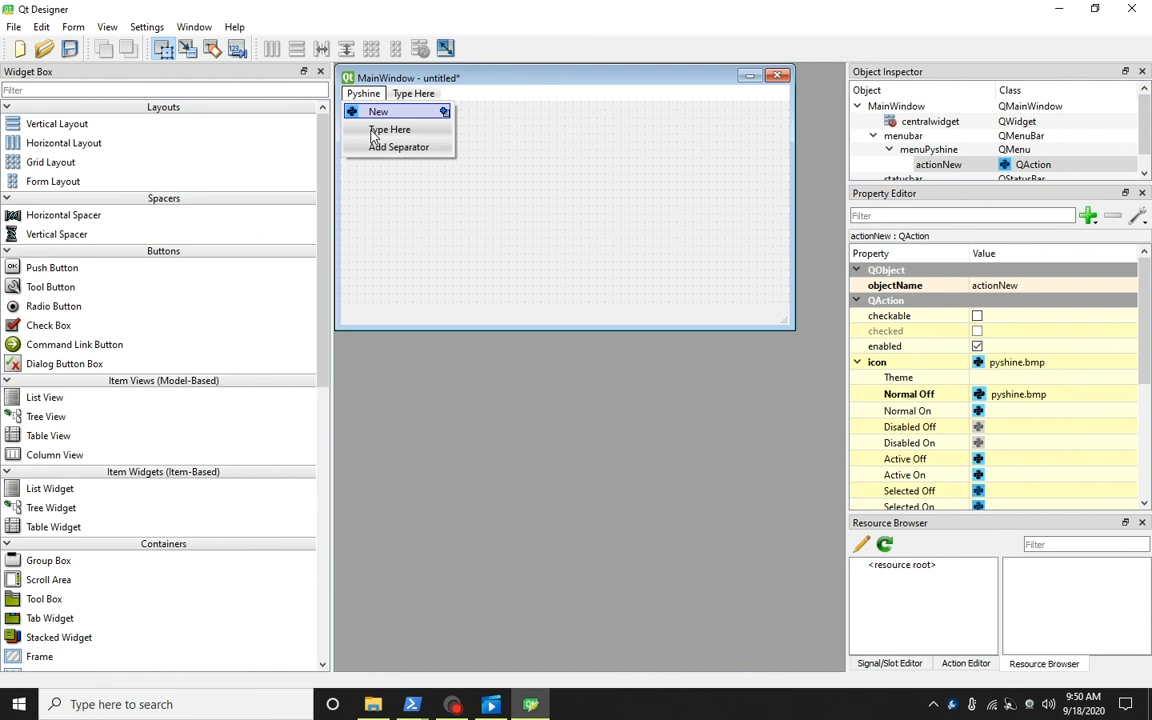 Qt Designer
File Edit Form View Settings Window Help
Widget Box
Filter
Layouts
Vertical Layout
Horizontal Layout
Grid Layout
Form Layout
Spacers
Horizontal Spacer
Vertical Spacer
Buttons
Push Button
Tool Button
Radio Button
Check Box
Command Link Button
Dialog Button Box
Item Views (Model-Based)
List View
Tree View
Table View
Column View
Item Widgets (Item-Based)
List Widget
Tree Widget
Table Widget
Containers
Group Box
Scroll Area
Tool Box
Tab Widget
Stacked Widget
Frame
MainWindow - untitled*
Pyshine Type Here
New
Type Here
Add Separator
Object Inspector
Object Class
MainWindow QMainWindow
centralwidget QWidget
menubar QMenuBar
menuPyshine QMenu
actionNew QAction
statusbar QStatusBar
Property Editor
Filter
actionNew : QAction
Property Value
QObject
objectName actionNew
QAction
checkable
checked
enabled
icon pyshine.bmp
Theme
Normal Off pyshine.bmp
Normal On
Disabled Off
Disabled On
Active Off
Active On
Selected Off
Selected On
Resource Browser
Filter
<resource root>
Signal/Slot Editor Action Editor Resource Browser
Type here to search
9:50 AM
9/18/2020